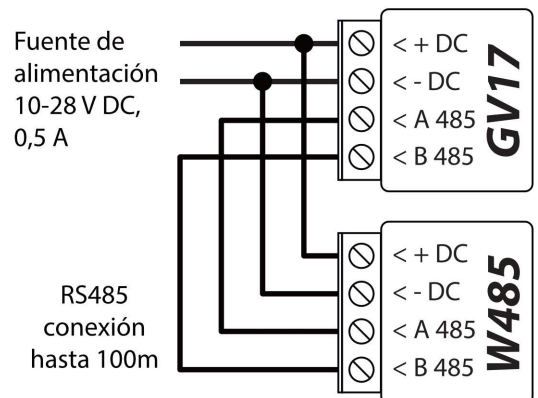 Fuente de
alimentación
10-28 V DC,
0,5 A
< + DC
< - DC
< A 485
< B 485
GV17
RS485
conexión
hasta 100m
< + DC
< - DC
< A 485
< B 485
W485